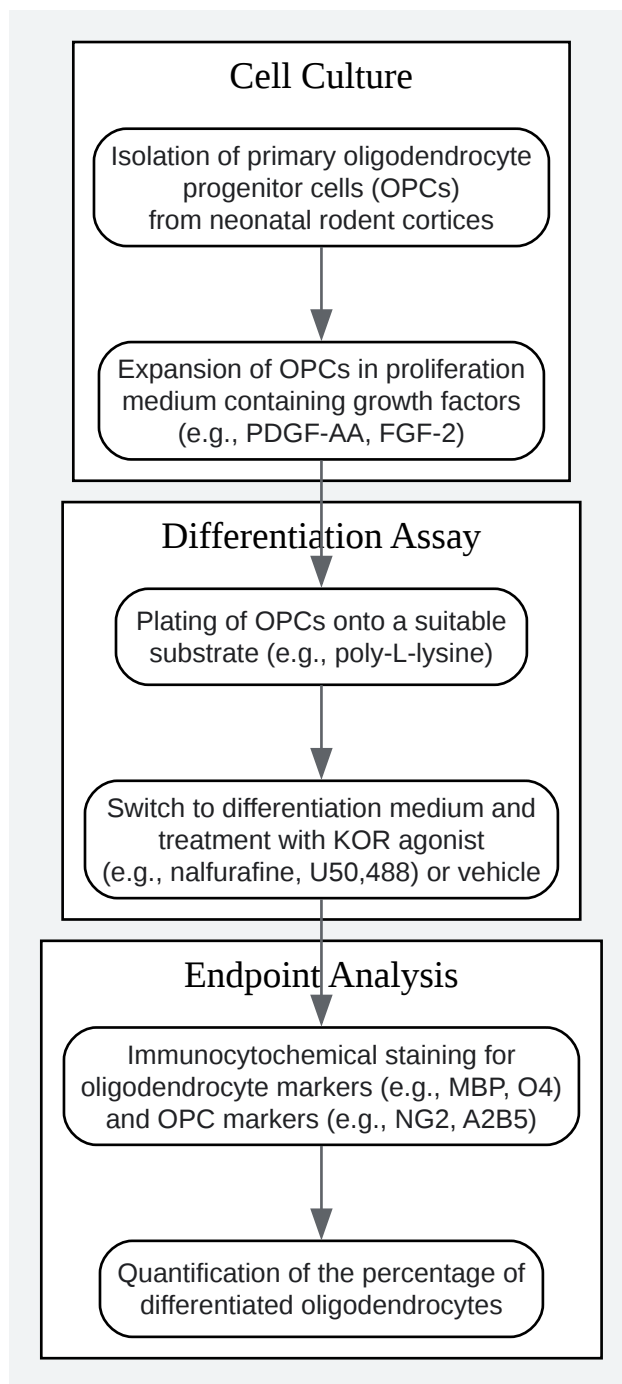 Cell Culture
Isolation of primary oligodendrocyte
progenitor cells (OPCs)
from neonatal rodent cortices
Expansion of OPCs in proliferation
medium containing growth factors
(e.g., PDGF-AA, FGF-2)
Differentiation Assay
Plating of OPCs onto a suitable
substrate (e.g., poly-L-lysine)
Switch to differentiation medium and
treatment with KOR agonist
(e.g., nalfurafine, U50,488) or vehicle
Endpoint Analysis
Immunocytochemical staining for
oligodendrocyte markers (e.g., MBP, O4)
and OPC markers (e.g., NG2, A2B5)
Quantification of the percentage of
differentiated oligodendrocytes